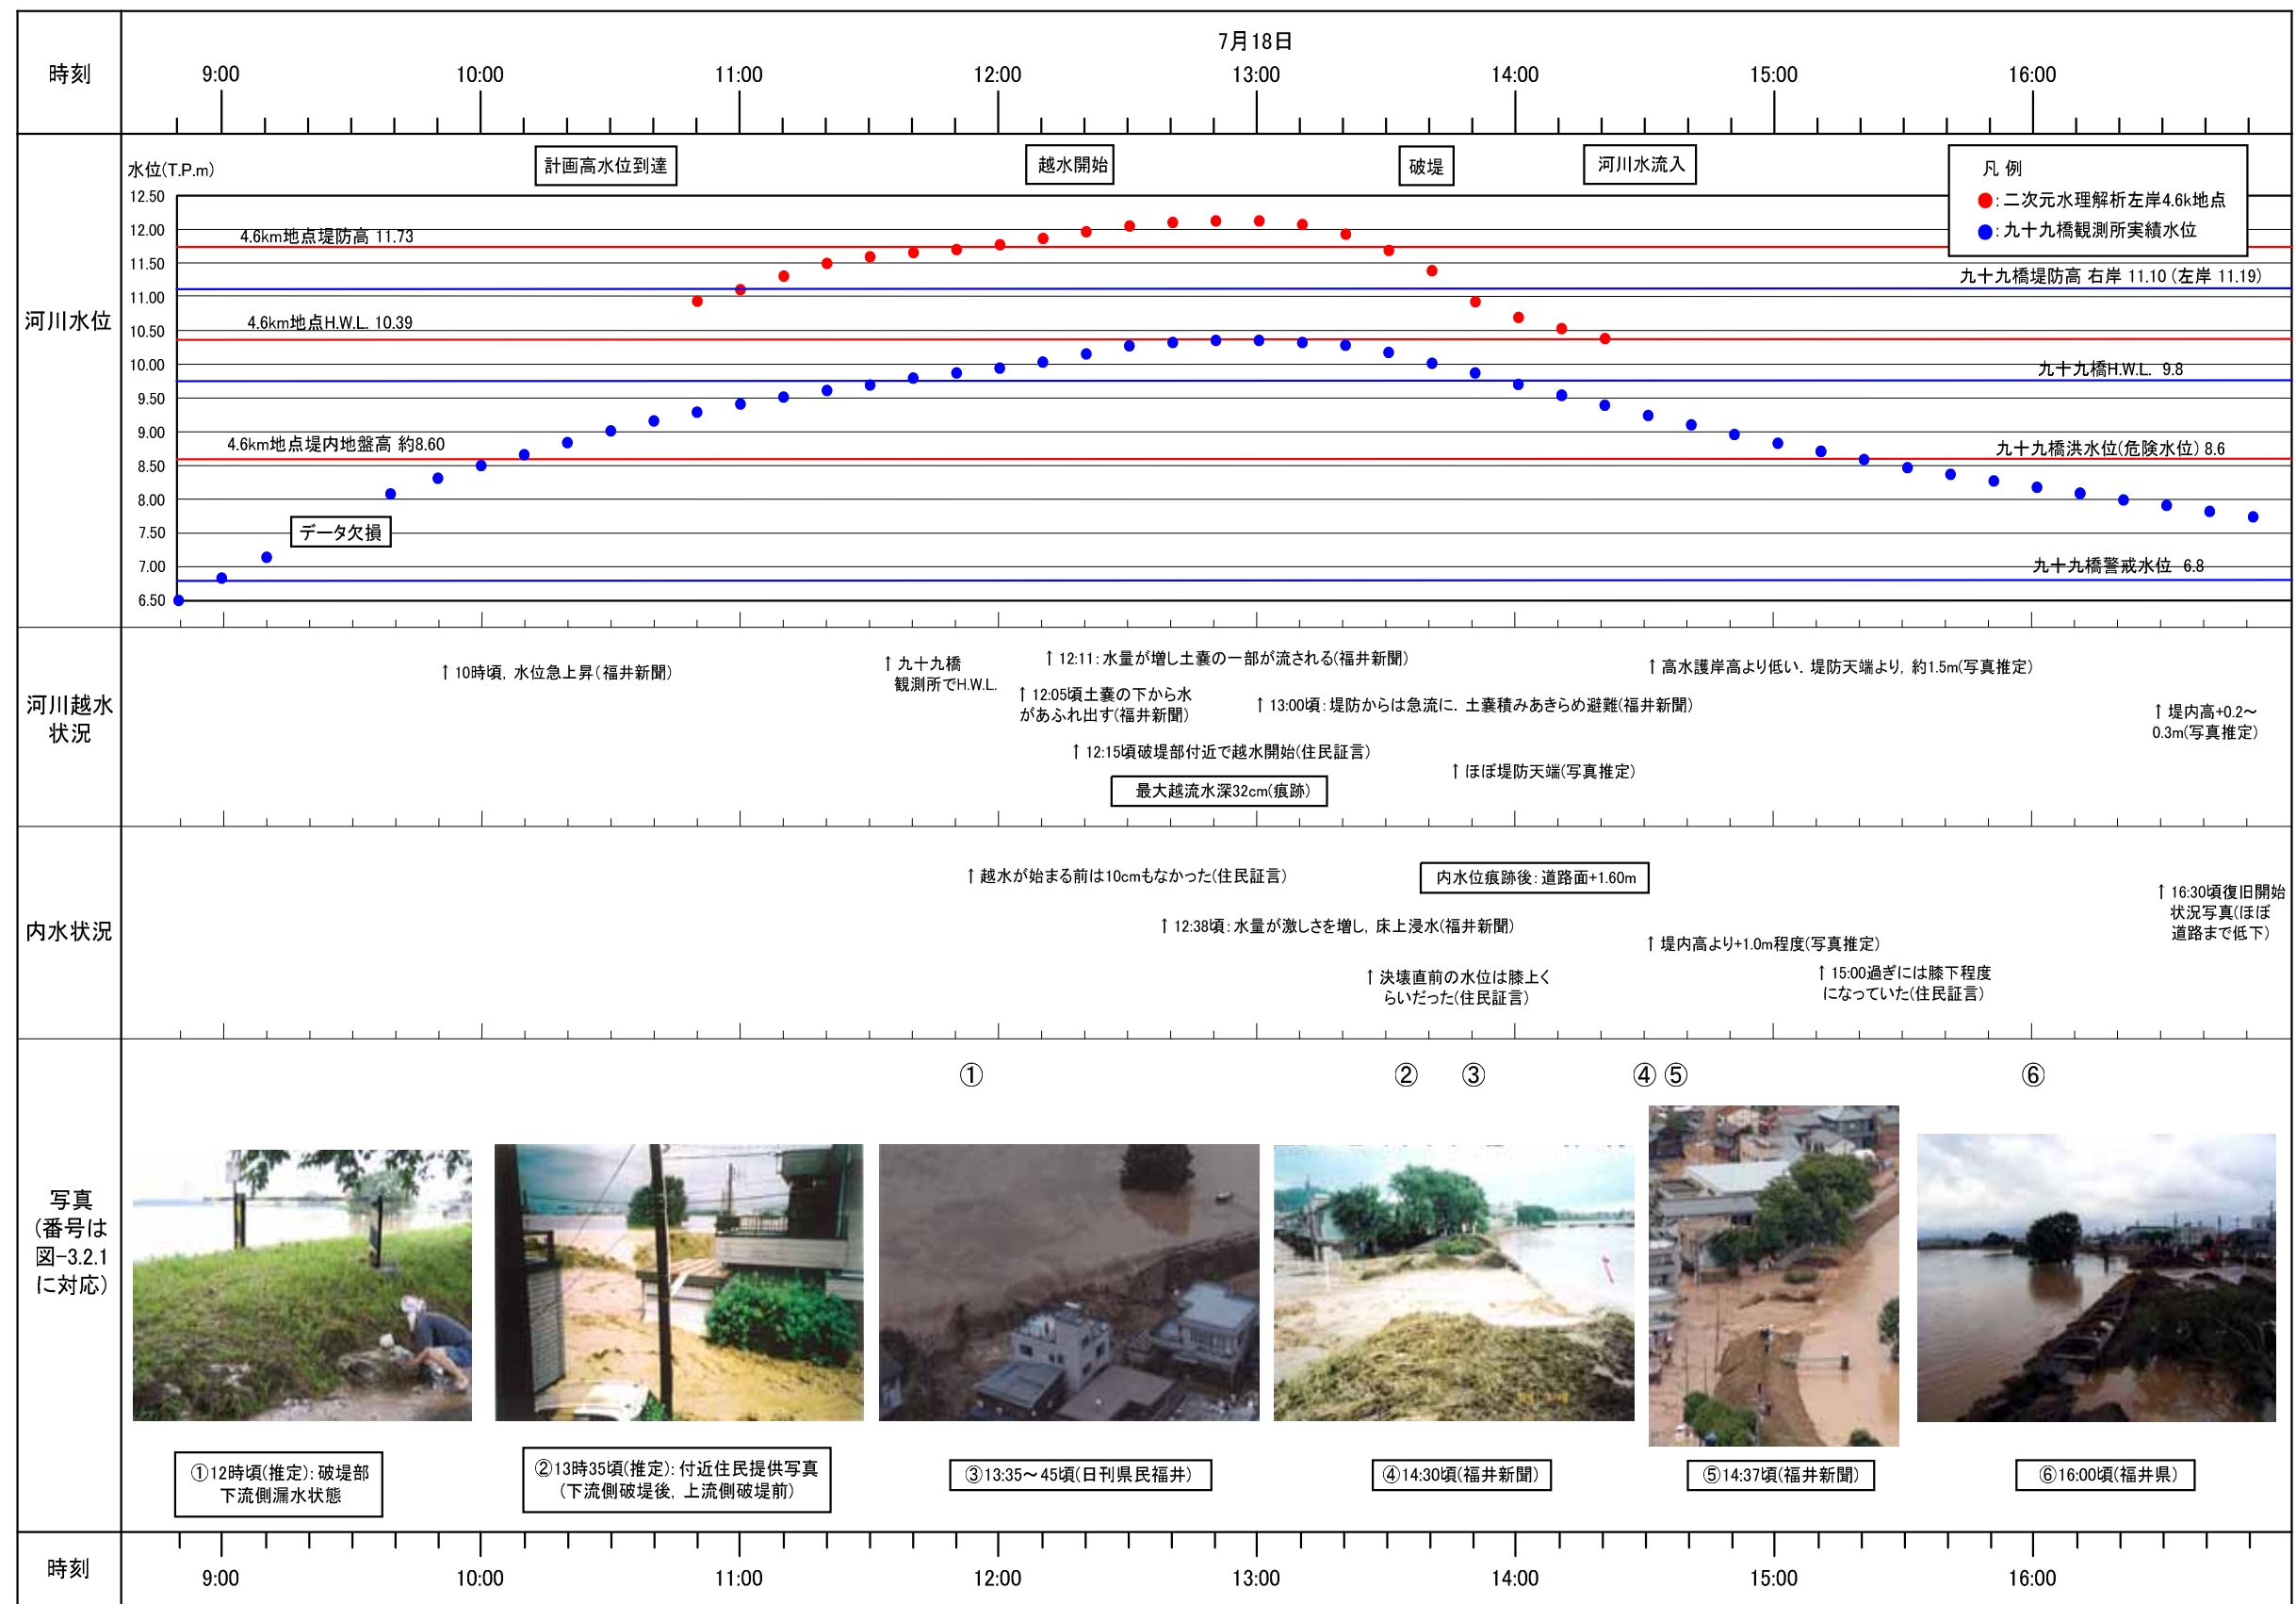 7月18日
時刻
9:00
10:00
11:00
12:00
13:00
14:00
15:00
16:00
河川水位
水位(T.P.m)
計画高水位到達
越水開始
破堤
河川水流入
凡 例
●:二次元水理解析左岸4.6k地点
●:九十九橋観測所実績水位
12.50
12.00
11.50
11.00
10.50
10.00
9.50
9.00
8.50
8.00
7.50
7.00
6.50
4.6km地点堤防高 11.73
九十九橋堤防高 右岸 11.10 (左岸 11.19)
4.6km地点H.W.L. 10.39
九十九橋H.W.L. 9.8
4.6km地点堤内地盤高 約8.60
九十九橋洪水位(危険水位) 8.6
データ欠損
九十九橋警戒水位 6.8
河川越水
状況
↑ 10時頃, 水位急上昇(福井新聞)
↑ 九十九橋
観測所でH.W.L.
↑ 12:11:水量が増し土嚢の一部が流される(福井新聞)
↑ 12:05頃土嚢の下から水
があふれ出す(福井新聞)
↑ 13:00頃:堤防からは急流に. 土嚢積みあきらめ避難(福井新聞)
↑ 高水護岸高より低い. 堤防天端より, 約1.5m(写真推定)
↑ 堤内高+0.2~
0.3m(写真推定)
↑ 12:15頃破堤部付近で越水開始(住民証言)
↑ ほぼ堤防天端(写真推定)
最大越流水深32cm(痕跡)
内水状況
↑ 越水が始まる前は10cmもなかった(住民証言)
内水位痕跡後:道路面+1.60m
↑ 12:38頃:水量が激しさを増し, 床上浸水(福井新聞)
↑ 堤内高より+1.0m程度(写真推定)
↑ 16:30頃復旧開始
状況写真(ほぼ
道路まで低下)
↑ 決壊直前の水位は膝上く
らいだった(住民証言)
↑ 15:00過ぎには膝下程度
になっていた(住民証言)
写真
(番号は
図-3.2.1
に対応)
①
②
③
④
⑤
⑥
①12時頃(推定):破堤部
下流側漏水状態
②13時35頃(推定):付近住民提供写真
(下流側破堤後, 上流側破堤前)
③13:35~45頃(日刊県民福井)
④14:30頃(福井新聞)
⑤14:37頃(福井新聞)
⑥16:00頃(福井県)
時刻
9:00
10:00
11:00
12:00
13:00
14:00
15:00
16:00